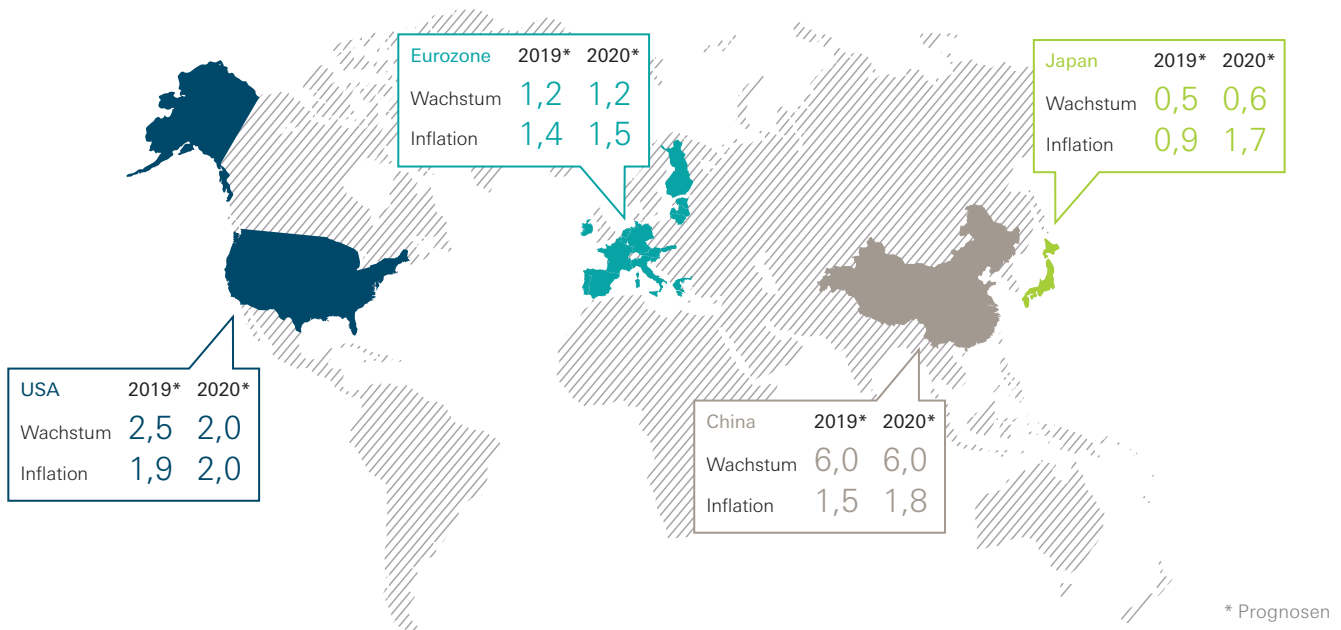 Eurozone 2019* 2020*
Wachstum 1,2 1,2
Inflation 1,4 1,5
Japan 2019* 2020*
Wachstum 0,5 0,6
Inflation 0,9 1,7
USA 2019* 2020*
Wachstum 2,5 2,0
Inflation 1,9 2,0
China 2019* 2020*
Wachstum 6,0 6,0
Inflation 1,5 1,8
* Prognosen